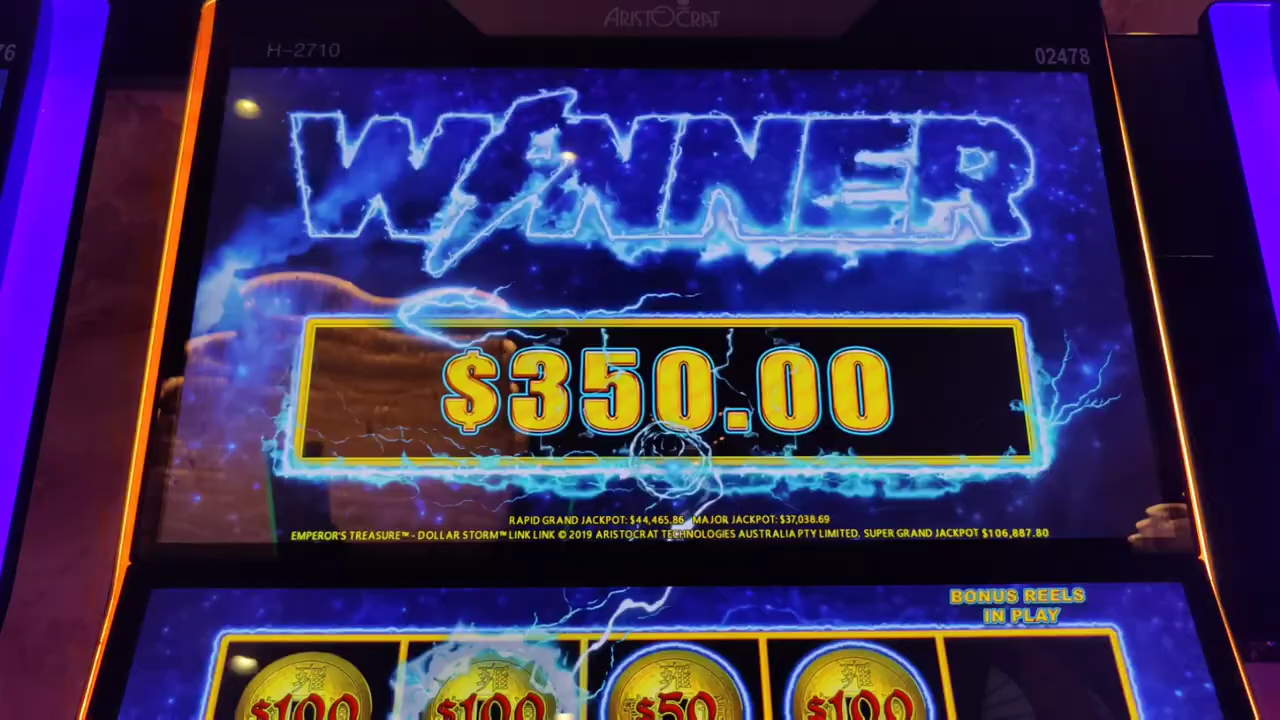 ARISTOCRAT
76
H-2710
02478
WINNER
$350.00
RAPID GRAND JACKPOT: $44,465.86 MAJOR JACKPOT: $37,038.69
EMPEROR'S TREASURE™ - DOLLAR STORM™ LINK LINK © 2019 ARISTOCRAT TECHNOLOGIES AUSTRALIA PTY LIMITED. SUPER GRAND JACKPOT $106,887.80
BONUS REELS
IN PLAY
$100 $100 $50 $100